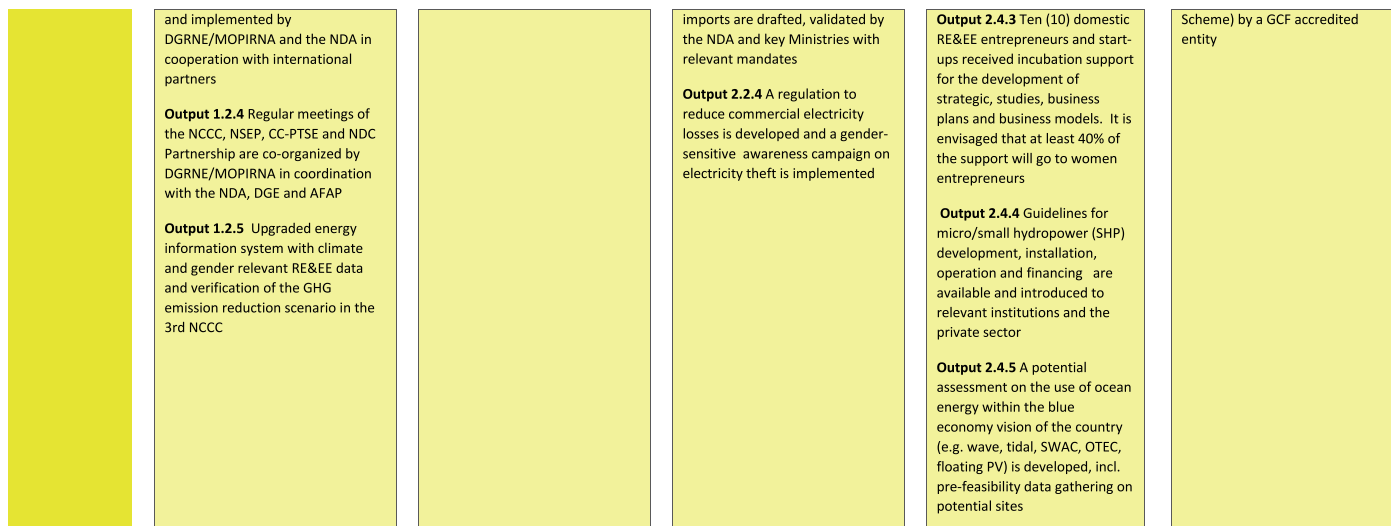 and implemented by
DGRNE/MOPIRNA and the NDA in
cooperation with international
partners
Output 1.2.4 Regular meetings of
the NCCC, NSEP, CC-PTSE and NDC
Partnership are co-organized by
DGRNE/MOPIRNA in coordination
with the NDA, DGE and AFAP
Output 1.2.5  Upgraded energy
information system with climate
and gender relevant RE&EE data
and verification of the GHG
emission reduction scenario in the
3rd NCCC
imports are drafted, validated by
the NDA and key Ministries with
relevant mandates
Output 2.2.4 A regulation to
reduce commercial electricity
losses is developed and a gender-
sensitive  awareness campaign on
electricity theft is implemented
Output 2.4.3 Ten (10) domestic
RE&EE entrepreneurs and start-
ups received incubation support
for the development of
strategic, studies, business
plans and business models.  It is
envisaged that at least 40% of
the support will go to women
entrepreneurs
Output 2.4.4 Guidelines for
micro/small hydropower (SHP)
development, installation,
operation and financing   are
available and introduced to
relevant institutions and the
private sector
Output 2.4.5 A potential
assessment on the use of ocean
energy within the blue
economy vision of the country
(e.g. wave, tidal, SWAC, OTEC,
floating PV) is developed, incl.
pre-feasibility data gathering on
potential sites
Scheme) by a GCF accredited
entity